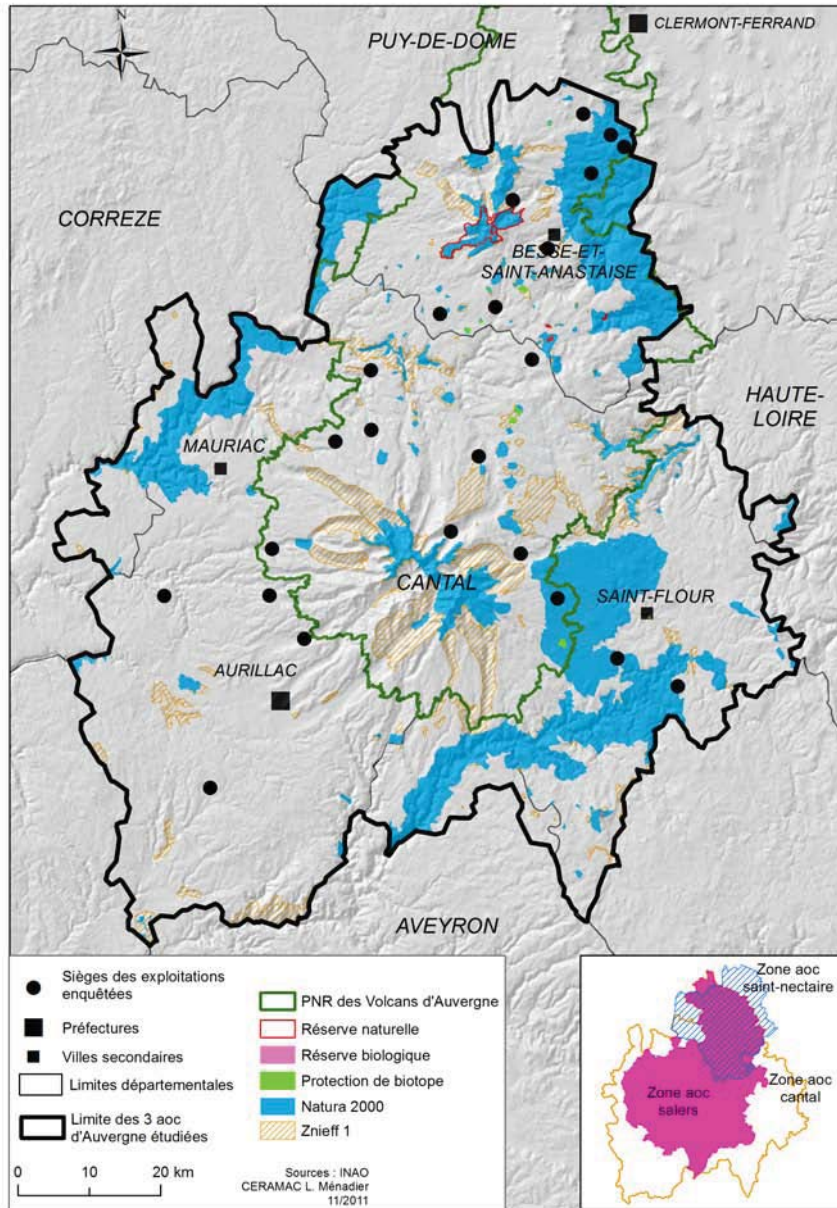 CLERMONT-FERRAND
PUY-DE-DOME
CORREZE
BESSE-ET-
SAINT-ANASTAISE
HAUTE-
LOIRE
MAURIAC
CANTAL
SAINT-FLOUR
AURILLAC
AVEYRON
Sièges des exploitations
enquêtées
Préfectures
Villes secondaires
Limites départementales
Limite des 3 aoc
d'Auvergne étudiées
0 10 20 km
PNR des Volcans d'Auvergne
Réserve naturelle
Réserve biologique
Protection de biotope
Natura 2000
Znieff 1
Sources : INAO
CERAMAC L. Ménadier
11/2011
Zone aoc
saint-nectaire
Zone aoc
cantal
Zone aoc
salers